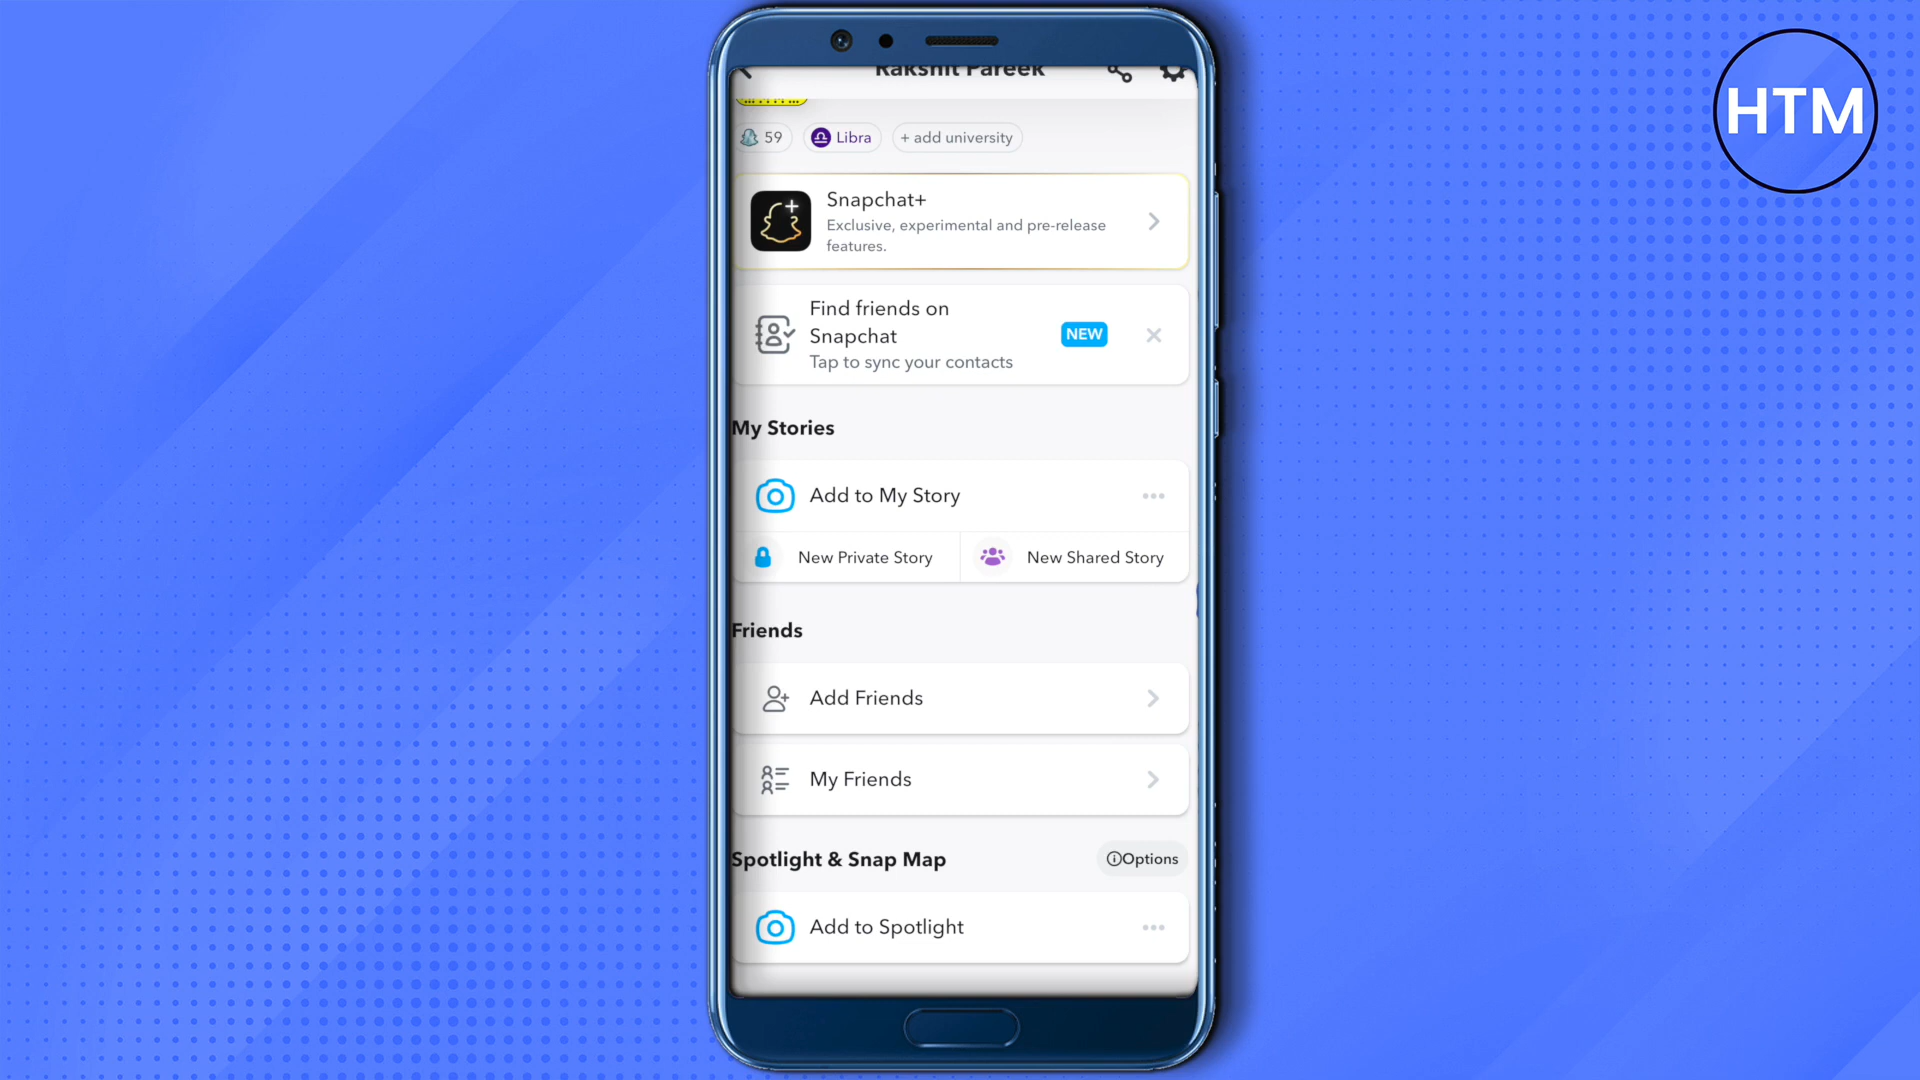 HTM
Rakshit Pareek
59
Libra
+ add university
Snapchat+
Exclusive, experimental and pre-release
features.
Find friends on
Snapchat
Tap to sync your contacts
NEW
My Stories
Add to My Story
New Private Story
New Shared Story
Friends
Add Friends
My Friends
Spotlight & Snap Map
Options
Add to Spotlight